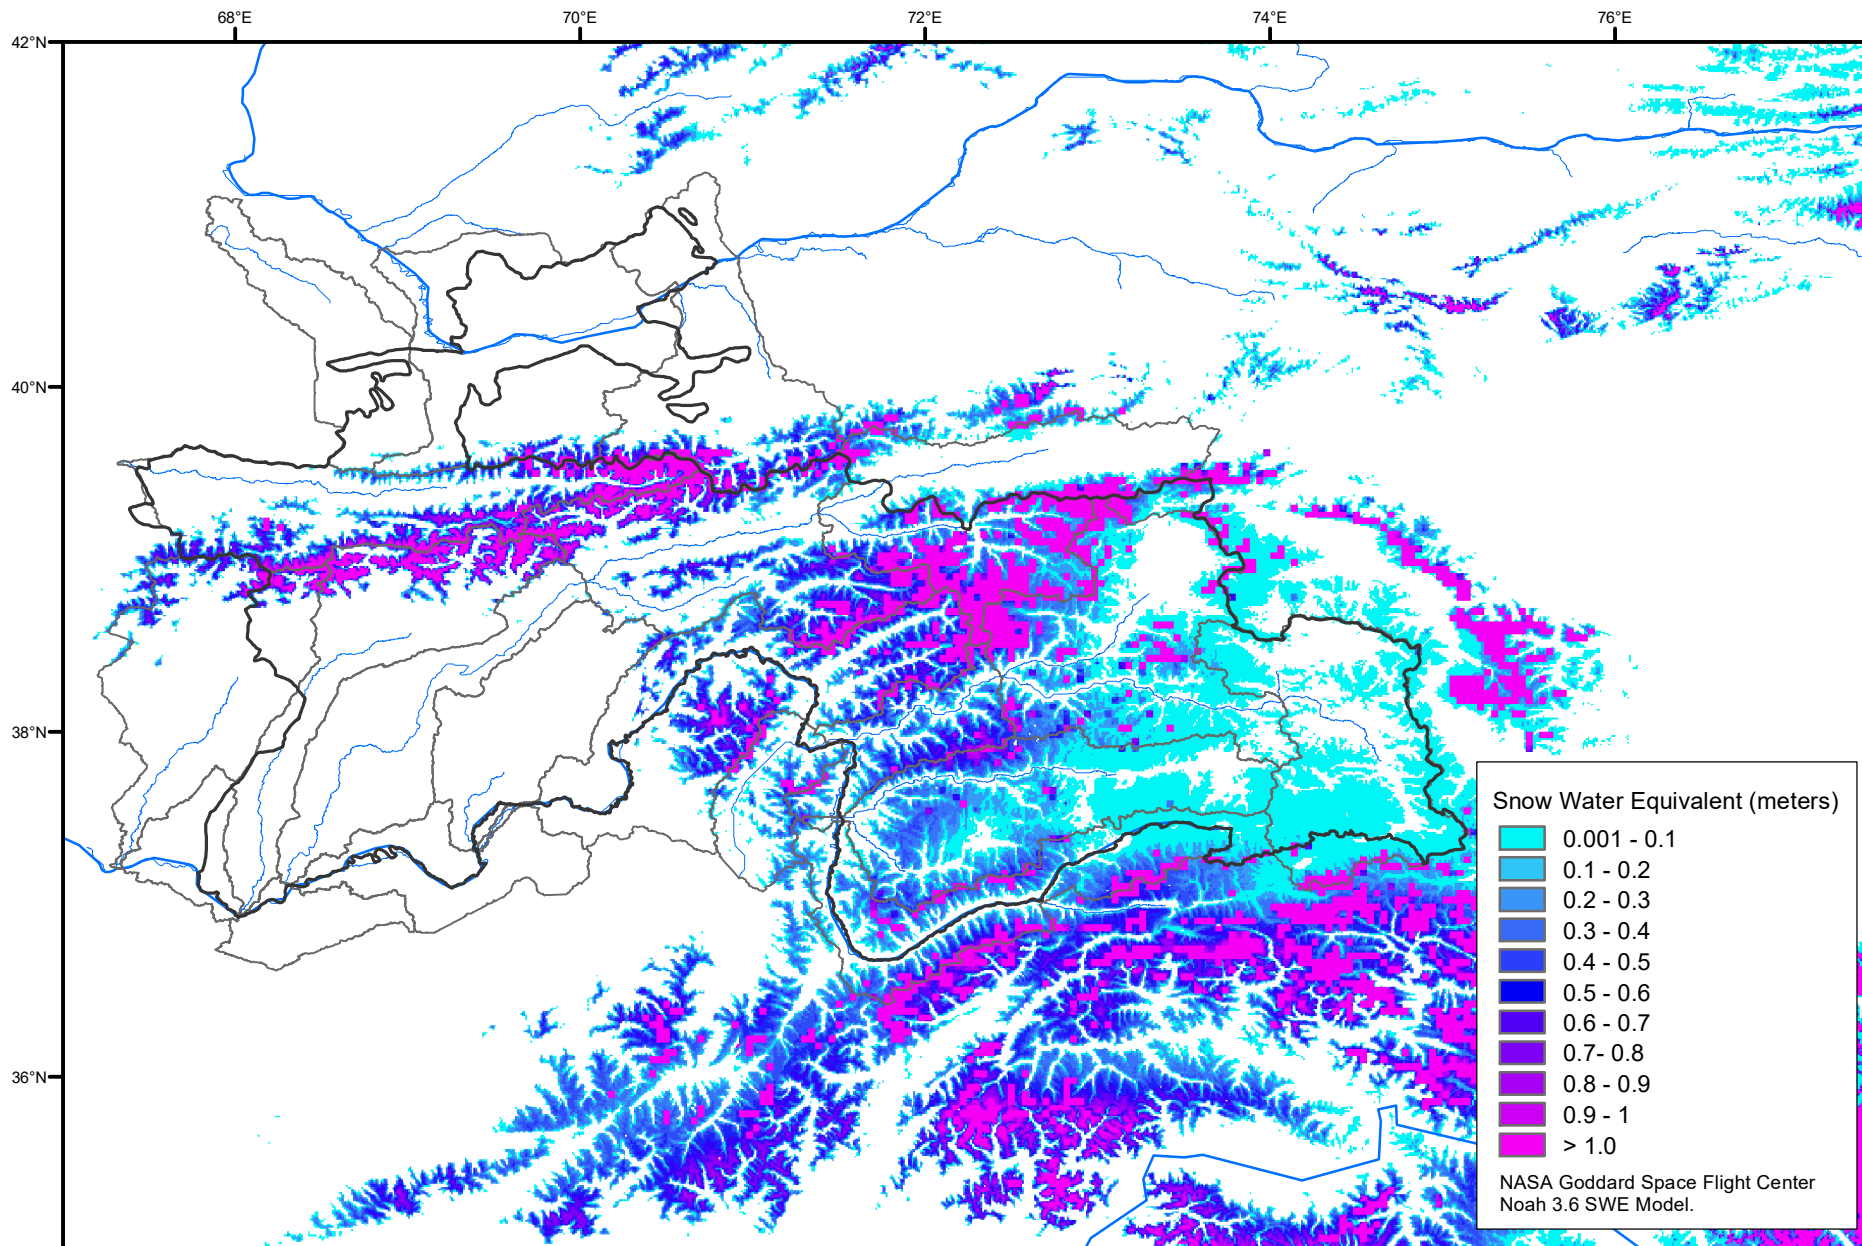 68°E 70°E 72°E 74°E 76°E
42°N
40°N
38°N
36°N
Snow Water Equivalent (meters)
0.001 - 0.1
0.1 - 0.2
0.2 - 0.3
0.3 - 0.4
0.4 - 0.5
0.5 - 0.6
0.6 - 0.7
0.7- 0.8
0.8 - 0.9
0.9 - 1
> 1.0
NASA Goddard Space Flight Center
Noah 3.6 SWE Model.